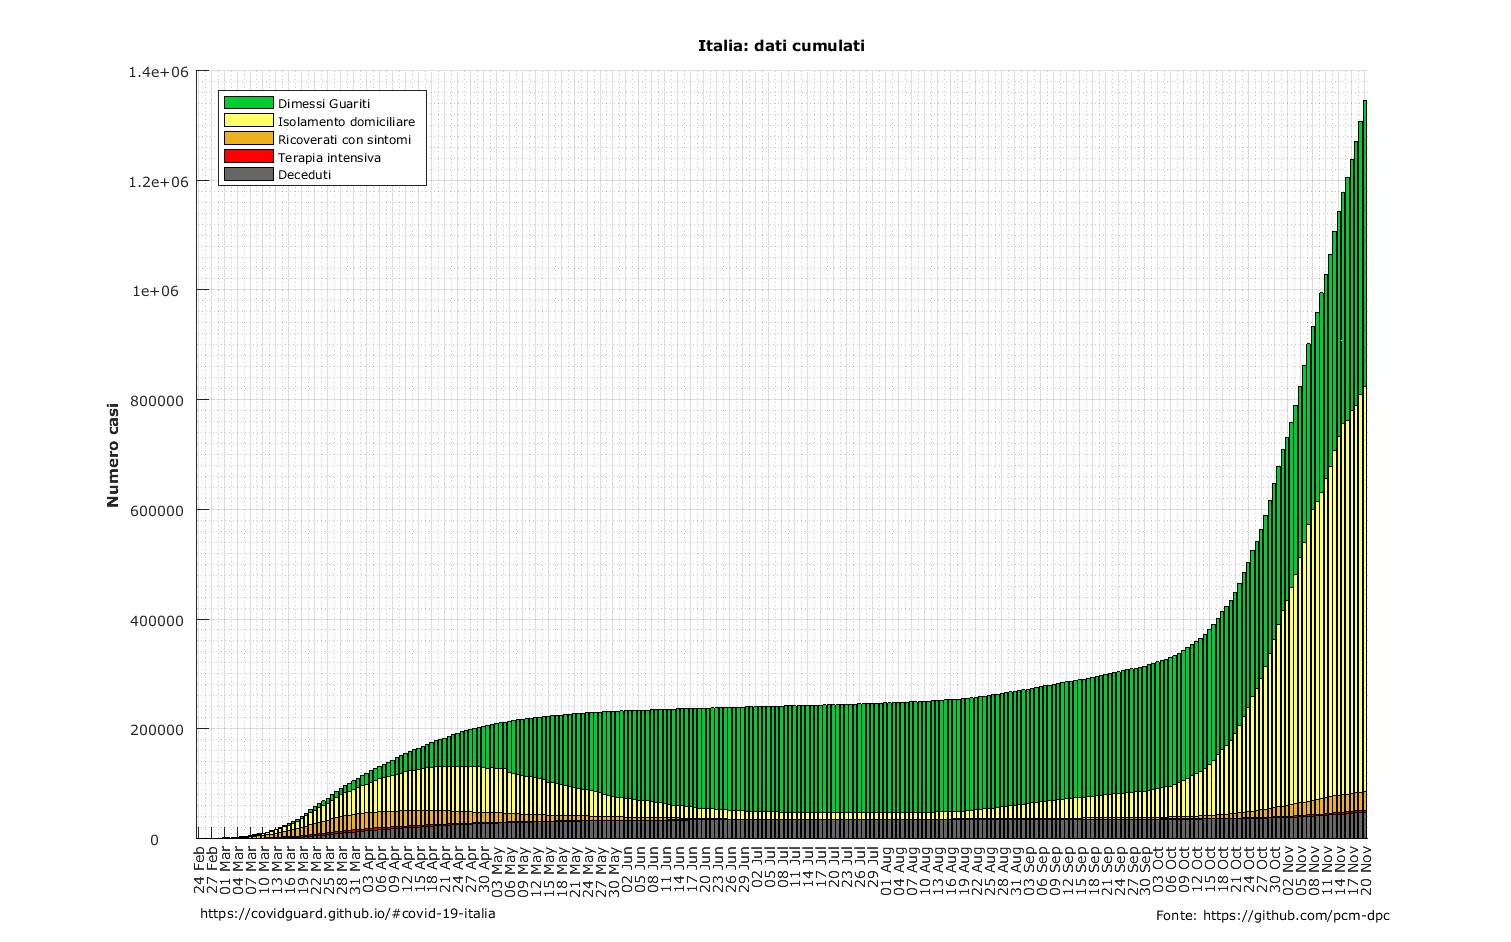 Italia: dati cumulati
1.4e+06
1.2e+06
1e+06
800000
600000
400000
200000
0
Numero casi
Dimessi Guariti
Isolamento domiciliare
Ricoverati con sintomi
Terapia intensiva
Deceduti
24 Feb
27 Feb
01 Mar
04 Mar
07 Mar
10 Mar
13 Mar
16 Mar
19 Mar
22 Mar
25 Mar
28 Mar
31 Mar
03 Apr
06 Apr
09 Apr
12 Apr
15 Apr
18 Apr
21 Apr
24 Apr
27 Apr
30 Apr
03 May
06 May
09 May
12 May
15 May
18 May
21 May
24 May
27 May
30 May
02 Jun
05 Jun
08 Jun
11 Jun
14 Jun
17 Jun
20 Jun
23 Jun
26 Jun
29 Jun
02 Jul
05 Jul
08 Jul
11 Jul
14 Jul
17 Jul
20 Jul
23 Jul
26 Jul
29 Jul
01 Aug
04 Aug
07 Aug
10 Aug
13 Aug
16 Aug
19 Aug
22 Aug
25 Aug
28 Aug
31 Aug
03 Sep
06 Sep
09 Sep
12 Sep
15 Sep
18 Sep
21 Sep
24 Sep
27 Sep
30 Sep
03 Oct
06 Oct
09 Oct
12 Oct
15 Oct
18 Oct
21 Oct
24 Oct
27 Oct
30 Oct
02 Nov
05 Nov
08 Nov
11 Nov
14 Nov
17 Nov
20 Nov
https://covidguard.github.io/#covid-19-italia
Fonte: https://github.com/pcm-dpc